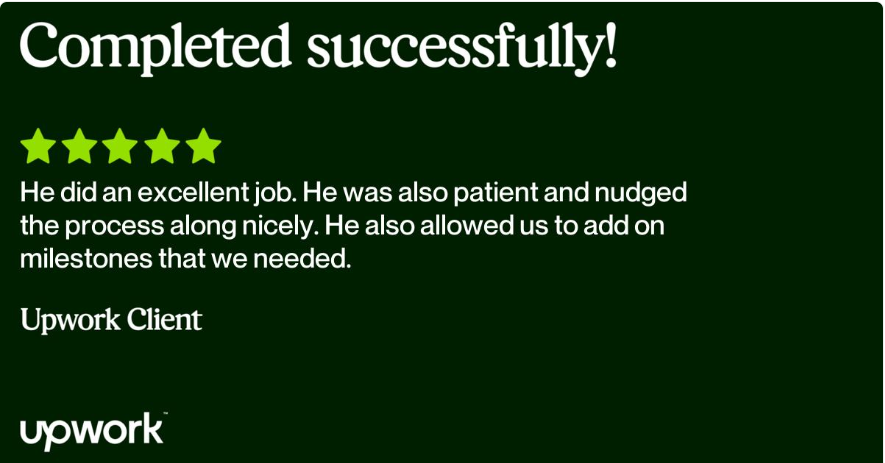 Completed successfully!
He did an excellent job. He was also patient and nudged
the process along nicely. He also allowed us to add on
milestones that we needed.
Upwork Client
upwork™